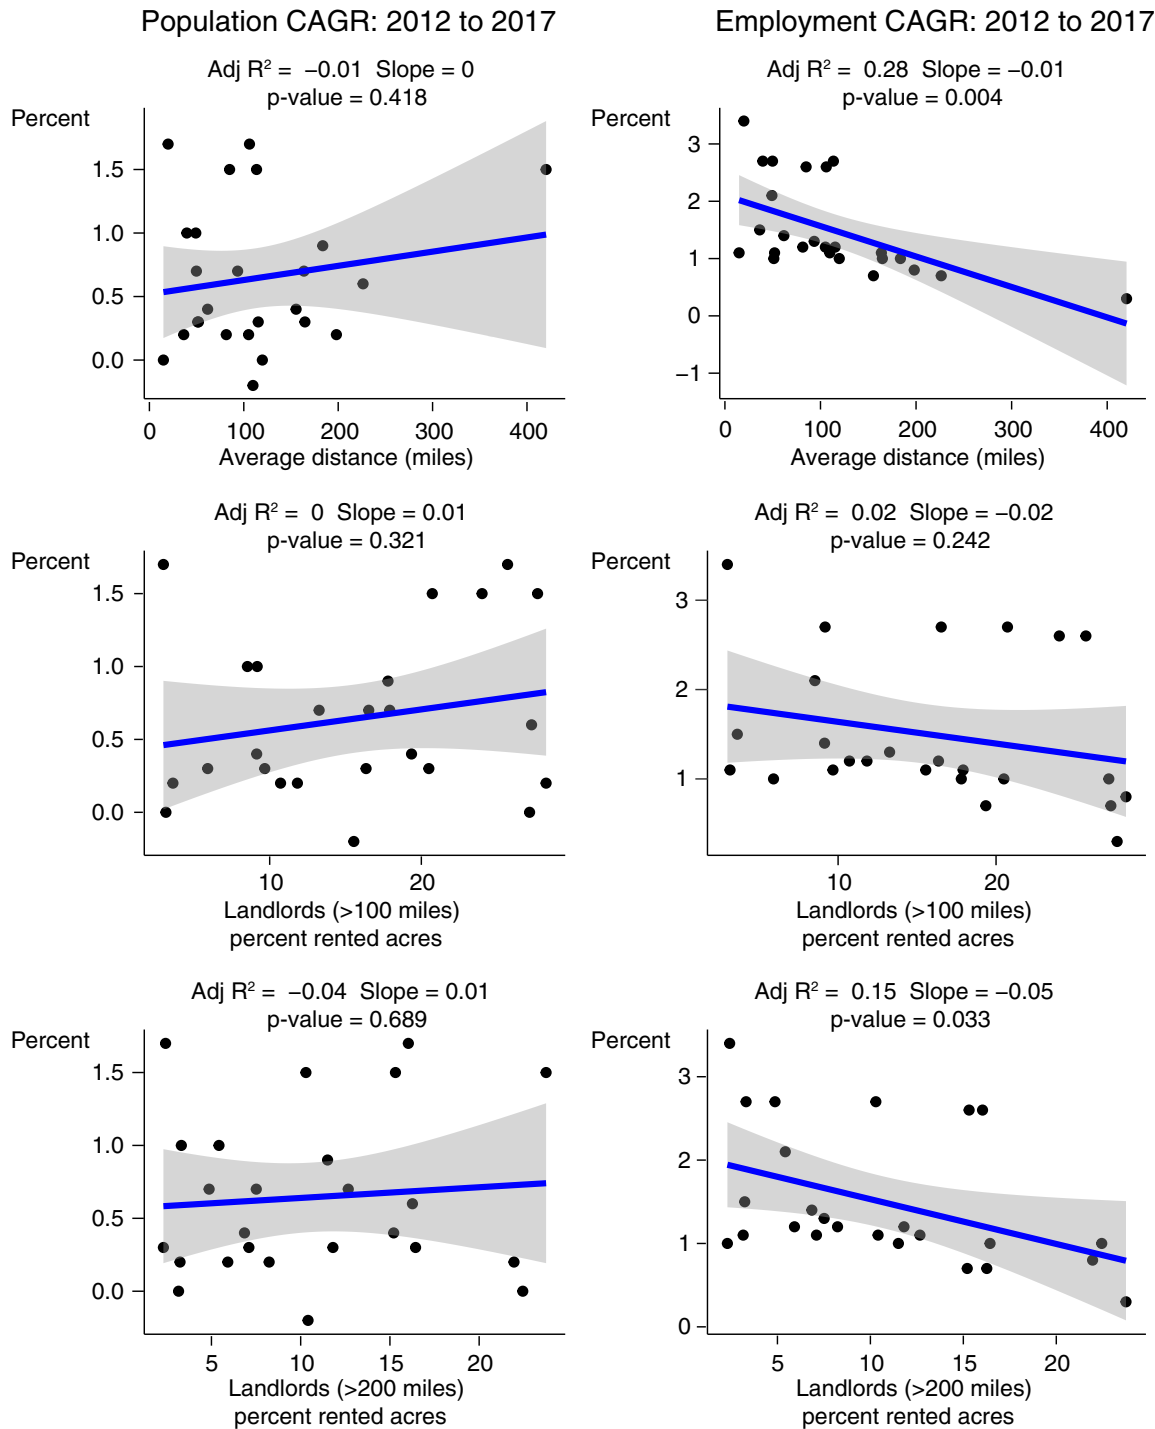 Population CAGR: 2012 to 2017
Adj R² = −0.01 Slope = 0
p-value = 0.418
Percent
1.5
1.0
0.5
0.0
0 100 200 300 400
Average distance (miles)
Employment CAGR: 2012 to 2017
Adj R² = 0.28 Slope = −0.01
p-value = 0.004
Percent
3
2
1
0
−1
0 100 200 300 400
Average distance (miles)
Adj R² = 0 Slope = 0.01
p-value = 0.321
Percent
1.5
1.0
0.5
0.0
10 20
Landlords (>100 miles)
percent rented acres
Adj R² = 0.02 Slope = −0.02
p-value = 0.242
Percent
3
2
1
10 20
Landlords (>100 miles)
percent rented acres
Adj R² = −0.04 Slope = 0.01
p-value = 0.689
Percent
1.5
1.0
0.5
0.0
5 10 15 20
Landlords (>200 miles)
percent rented acres
Adj R² = 0.15 Slope = −0.05
p-value = 0.033
Percent
3
2
1
0
5 10 15 20
Landlords (>200 miles)
percent rented acres